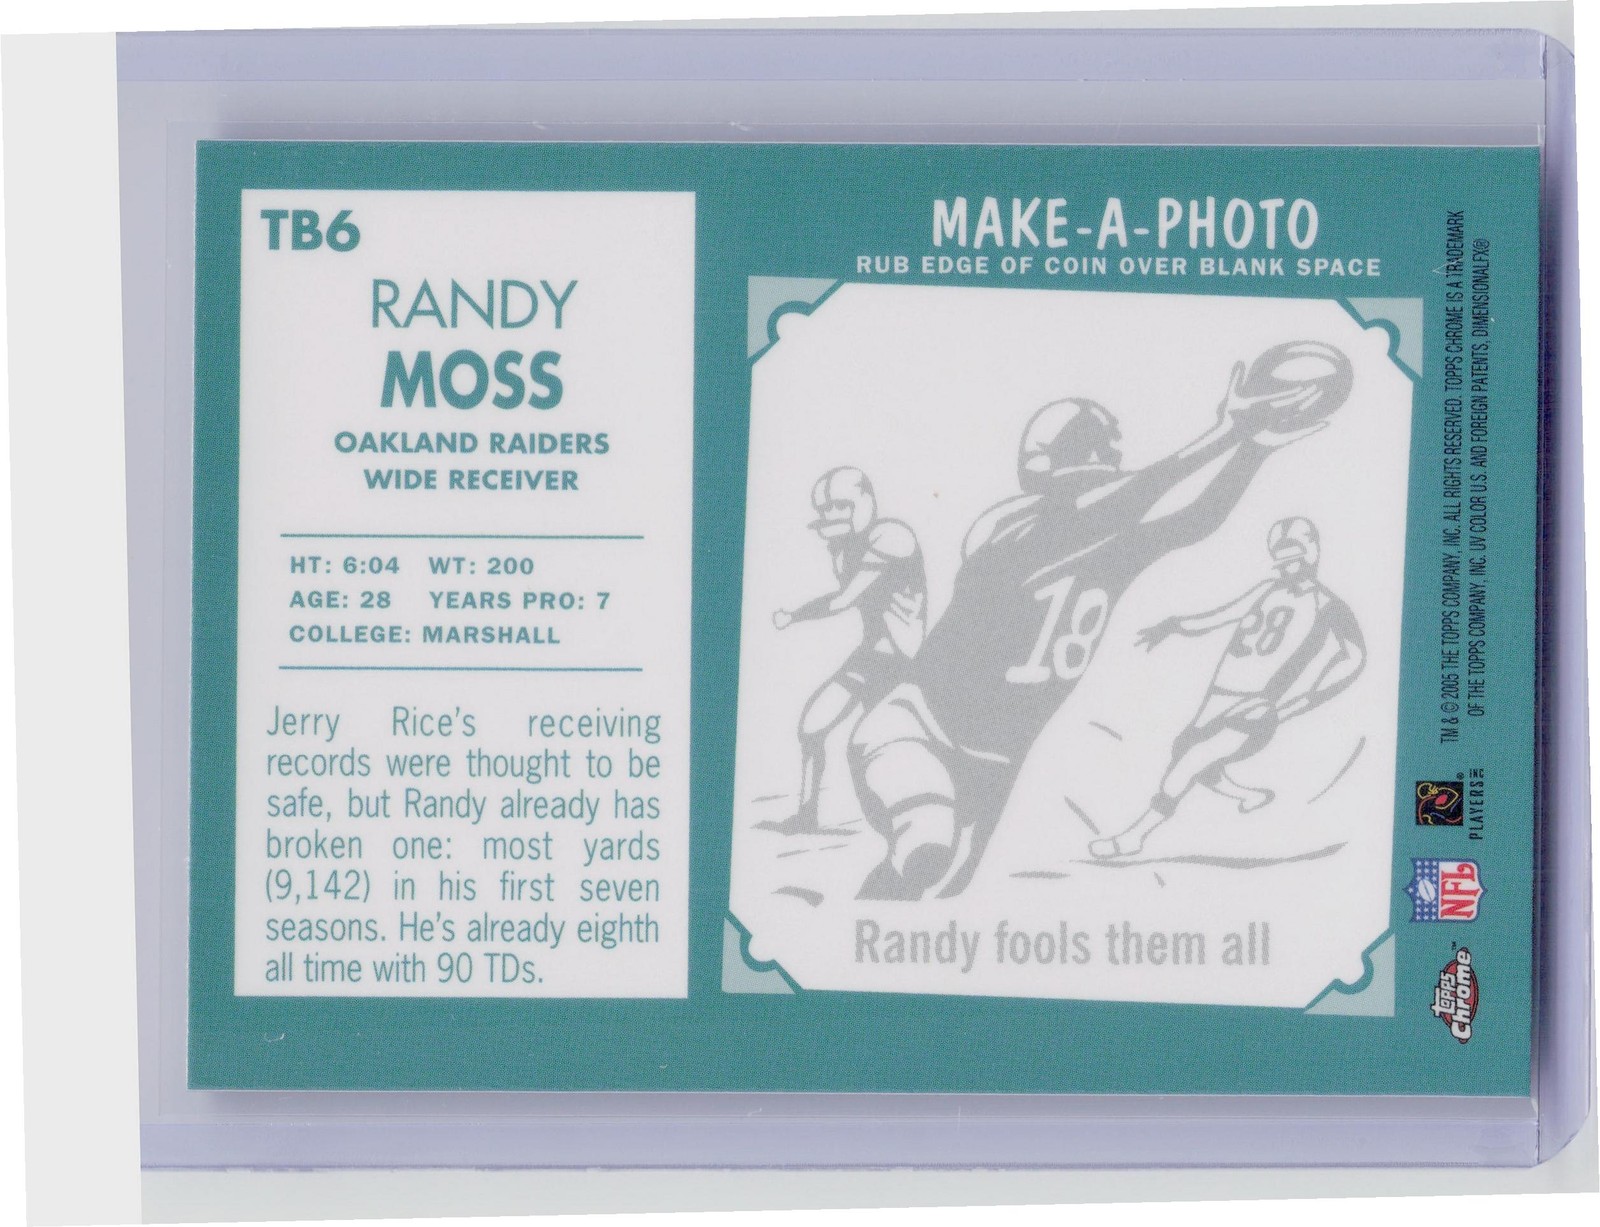 TB6
RANDY
MOSS
OAKLAND RAIDERS
WIDE RECEIVER
HT: 6:04 WT: 200
AGE: 28 YEARS PRO: 7
COLLEGE: MARSHALL
Jerry Rice's receiving
records were thought to be
safe, but Randy already has
broken one: most yards
(9,142) in his first seven
seasons. He's already eighth
all time with 90 TDs.
MAKE-A-PHOTO
RUB EDGE OF COIN OVER BLANK SPACE
18
28
Randy fools them all
TM & © 2005 THE TOPPS COMPANY, INC. ALL RIGHTS RESERVED. TOPPS CHROME IS A TRADEMARK
OF THE TOPPS COMPANY, INC. UV COLOR U.S. AND FOREIGN PATENTS, DIMENSIONALFX®
PLAYERS INC
NFL
topps
Chrome™